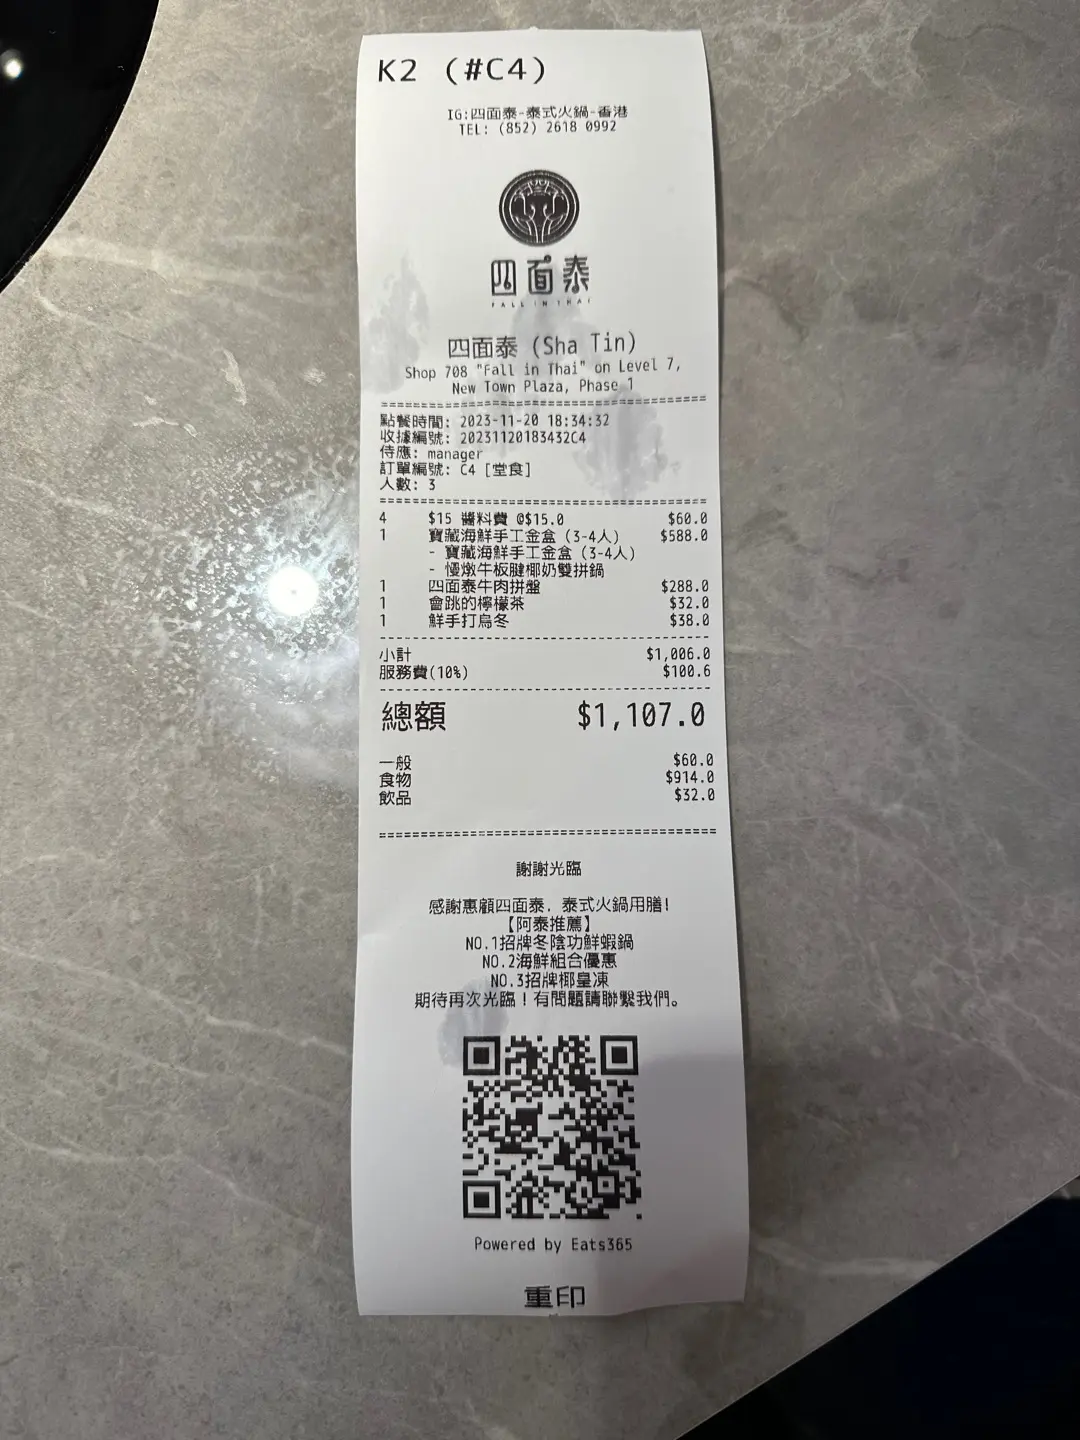 K2 (#C4)
IG:四面泰-泰式火鍋-香港
TEL: (852) 2618 0992
四面泰
FALL IN THAI
四面泰 (Sha Tin)
Shop 708 "Fall in Thai" on Level 7,
New Town Plaza, Phase 1
點餐時間: 2023-11-20 18:34:32
收據編號: 20231120183432C4
侍應: manager
訂單編號: C4 [堂食]
人數: 3
4 $15 醬料費 @$15.0 $60.0
1 寶藏海鮮手工金盒 (3-4人) $588.0
- 寶藏海鮮手工金盒 (3-4人)
- 慢燉牛板腱椰奶雙拼鍋
1 四面泰牛肉拼盤 $288.0
1 會跳的檸檬茶 $32.0
1 鮮手打烏冬 $38.0
小計 $1,006.0
服務費(10%) $100.6
總額 $1,107.0
一般 $60.0
食物 $914.0
飲品 $32.0
謝謝光臨
感謝惠顧四面泰. 泰式火鍋用膳!
【阿泰推薦】
NO.1招牌冬陰功鮮蝦鍋
NO.2海鮮組合優惠
NO.3招牌椰皇凍
期待再次光臨！有問題請聯繫我們。
Powered by Eats365
重印